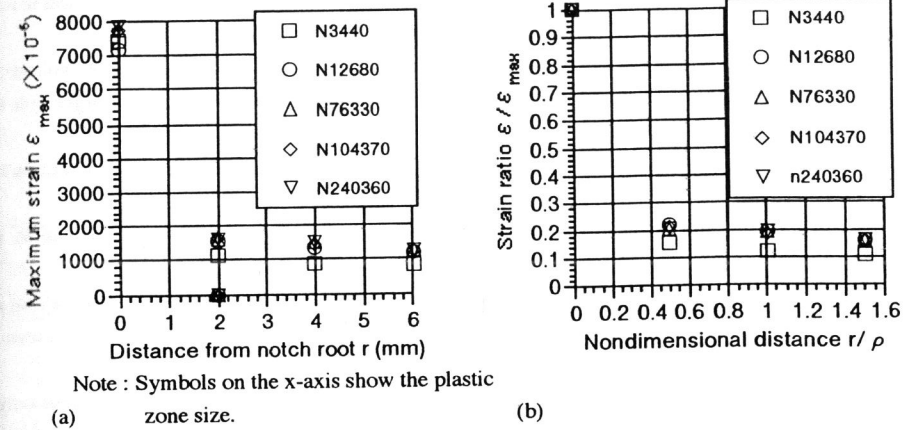 Maximum strain ε max (X10⁻⁶)
8000
7000
6000
5000
4000
3000
2000
1000
0
0 1 2 3 4 5 6
Distance from notch root r (mm)
N3440
N12680
N76330
N104370
N240360
Note : Symbols on the x-axis show the plastic
zone size.
(a)
Strain ratio ε / ε max
1
0.9
0.8
0.7
0.6
0.5
0.4
0.3
0.2
0.1
0
0 0.2 0.4 0.6 0.8 1 1.2 1.4 1.6
Nondimensional distance r/ ρ
N3440
N12680
N76330
N104370
n240360
(b)